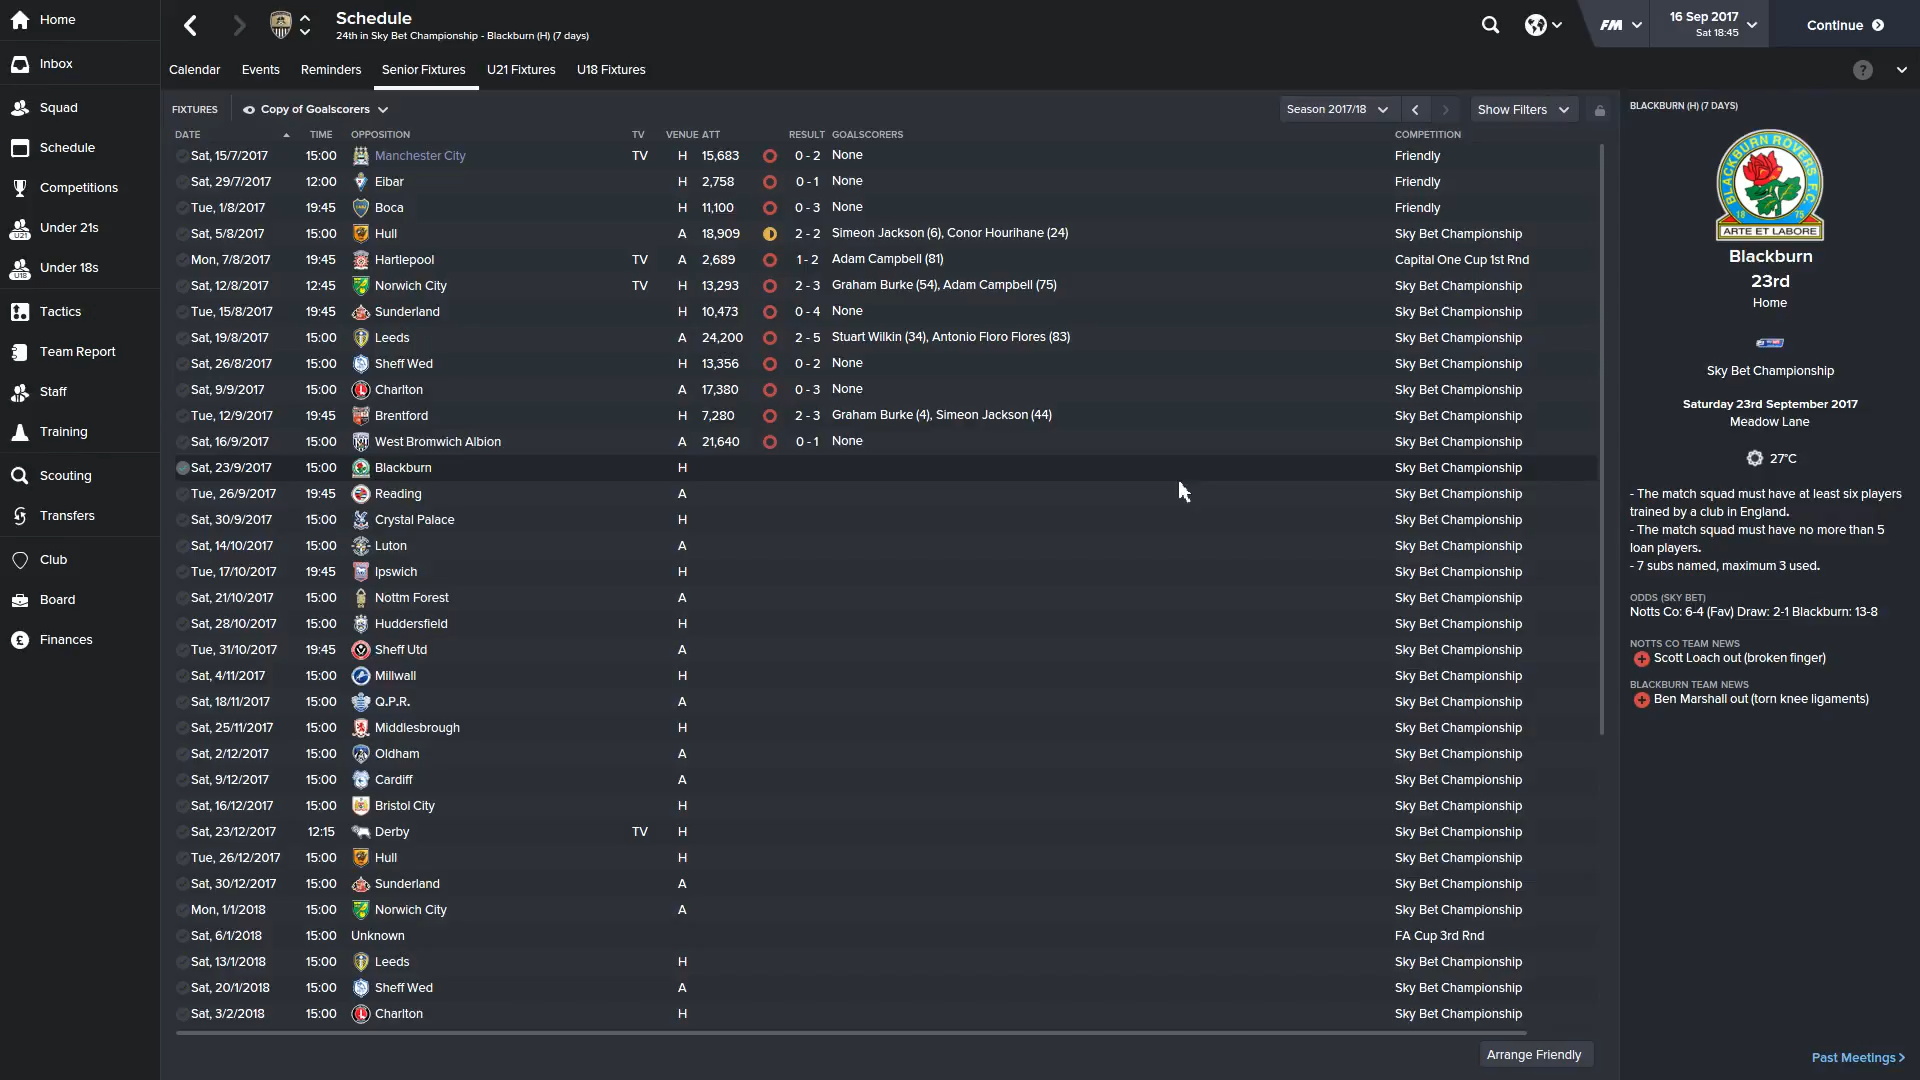 Home
Inbox
Squad
Schedule
Competitions
Under 21s
Under 18s
Tactics
Team Report
Staff
Training
Scouting
Transfers
Club
Board
Finances
Schedule
24th in Sky Bet Championship - Blackburn (H) (7 days)
FM
16 Sep 2017
Sat 18:45
Continue
Calendar Events Reminders Senior Fixtures U21 Fixtures U18 Fixtures
FIXTURES Copy of Goalscorers Season 2017/18 Show Filters
DATE TIME OPPOSITION TV VENUE ATT RESULT GOALSCORERS COMPETITION
Sat, 15/7/2017 15:00 Manchester City TV H 15,683 0 - 2 None Friendly
Sat, 29/7/2017 12:00 Eibar H 2,758 0 - 1 None Friendly
Tue, 1/8/2017 19:45 Boca H 11,100 0 - 3 None Friendly
Sat, 5/8/2017 15:00 Hull A 18,909 2 - 2 Simeon Jackson (6), Conor Hourihane (24) Sky Bet Championship
Mon, 7/8/2017 19:45 Hartlepool TV A 2,689 1 - 2 Adam Campbell (81) Capital One Cup 1st Rnd
Sat, 12/8/2017 12:45 Norwich City TV H 13,293 2 - 3 Graham Burke (54), Adam Campbell (75) Sky Bet Championship
Tue, 15/8/2017 19:45 Sunderland H 10,473 0 - 4 None Sky Bet Championship
Sat, 19/8/2017 15:00 Leeds A 24,200 2 - 5 Stuart Wilkin (34), Antonio Floro Flores (83) Sky Bet Championship
Sat, 26/8/2017 15:00 Sheff Wed H 13,356 0 - 2 None Sky Bet Championship
Sat, 9/9/2017 15:00 Charlton A 17,380 0 - 3 None Sky Bet Championship
Tue, 12/9/2017 19:45 Brentford H 7,280 2 - 3 Graham Burke (4), Simeon Jackson (44) Sky Bet Championship
Sat, 16/9/2017 15:00 West Bromwich Albion A 21,640 0 - 1 None Sky Bet Championship
Sat, 23/9/2017 15:00 Blackburn H Sky Bet Championship
Tue, 26/9/2017 19:45 Reading A Sky Bet Championship
Sat, 30/9/2017 15:00 Crystal Palace H Sky Bet Championship
Sat, 14/10/2017 15:00 Luton A Sky Bet Championship
Tue, 17/10/2017 19:45 Ipswich H Sky Bet Championship
Sat, 21/10/2017 15:00 Nottm Forest A Sky Bet Championship
Sat, 28/10/2017 15:00 Huddersfield H Sky Bet Championship
Tue, 31/10/2017 19:45 Sheff Utd A Sky Bet Championship
Sat, 4/11/2017 15:00 Millwall H Sky Bet Championship
Sat, 18/11/2017 15:00 Q.P.R. A Sky Bet Championship
Sat, 25/11/2017 15:00 Middlesbrough H Sky Bet Championship
Sat, 2/12/2017 15:00 Oldham A Sky Bet Championship
Sat, 9/12/2017 15:00 Cardiff A Sky Bet Championship
Sat, 16/12/2017 15:00 Bristol City H Sky Bet Championship
Sat, 23/12/2017 12:15 Derby TV H Sky Bet Championship
Tue, 26/12/2017 15:00 Hull H Sky Bet Championship
Sat, 30/12/2017 15:00 Sunderland A Sky Bet Championship
Mon, 1/1/2018 15:00 Norwich City A Sky Bet Championship
Sat, 6/1/2018 15:00 Unknown FA Cup 3rd Rnd
Sat, 13/1/2018 15:00 Leeds H Sky Bet Championship
Sat, 20/1/2018 15:00 Sheff Wed A Sky Bet Championship
Sat, 3/2/2018 15:00 Charlton H Sky Bet Championship
Arrange Friendly
BLACKBURN (H) (7 DAYS)
BLACKBURN ROVERS F.C.
18 75
ARTE ET LABORE
Blackburn
23rd
Home
Sky Bet Championship
Saturday 23rd September 2017
Meadow Lane
27°C
- The match squad must have at least six players
trained by a club in England.
- The match squad must have no more than 5
loan players.
- 7 subs named, maximum 3 used.
ODDS (SKY BET)
Notts Co: 6-4 (Fav) Draw: 2-1 Blackburn: 13-8
NOTTS CO TEAM NEWS
Scott Loach out (broken finger)
BLACKBURN TEAM NEWS
Ben Marshall out (torn knee ligaments)
Past Meetings